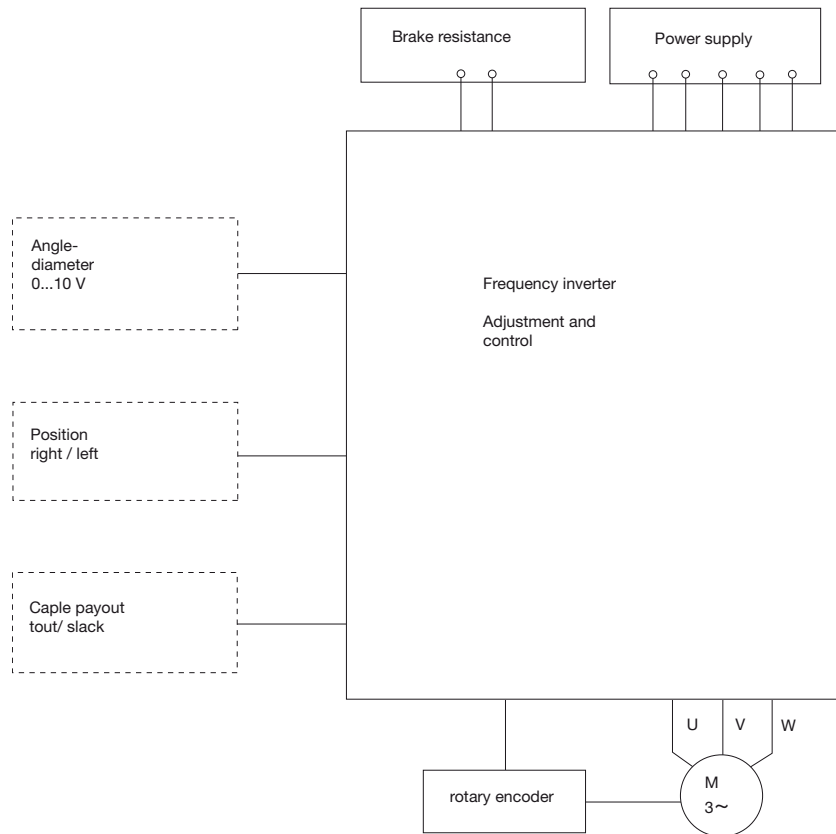 Brake resistance
Power supply
Angle-
diameter
0...10 V
Frequency inverter
Adjustment and
control
Position
right / left
Caple payout
tout/ slack
U
V
W
rotary encoder
M
3~